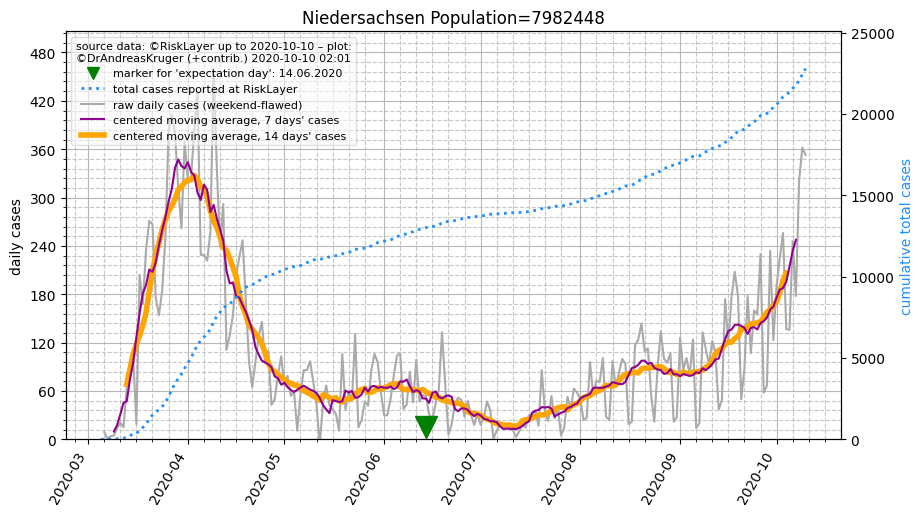 Niedersachsen Population=7982448
source data: ©RiskLayer up to 2020-10-10 – plot:
©DrAndreasKruger (+contrib.) 2020-10-10 02:01
marker for 'expectation day': 14.06.2020
total cases reported at RiskLayer
raw daily cases (weekend-flawed)
centered moving average, 7 days' cases
centered moving average, 14 days' cases
daily cases
480
420
360
300
240
180
120
60
0
25000
20000
15000
10000
5000
0
cumulative total cases
2020-03
2020-04
2020-05
2020-06
2020-07
2020-08
2020-09
2020-10